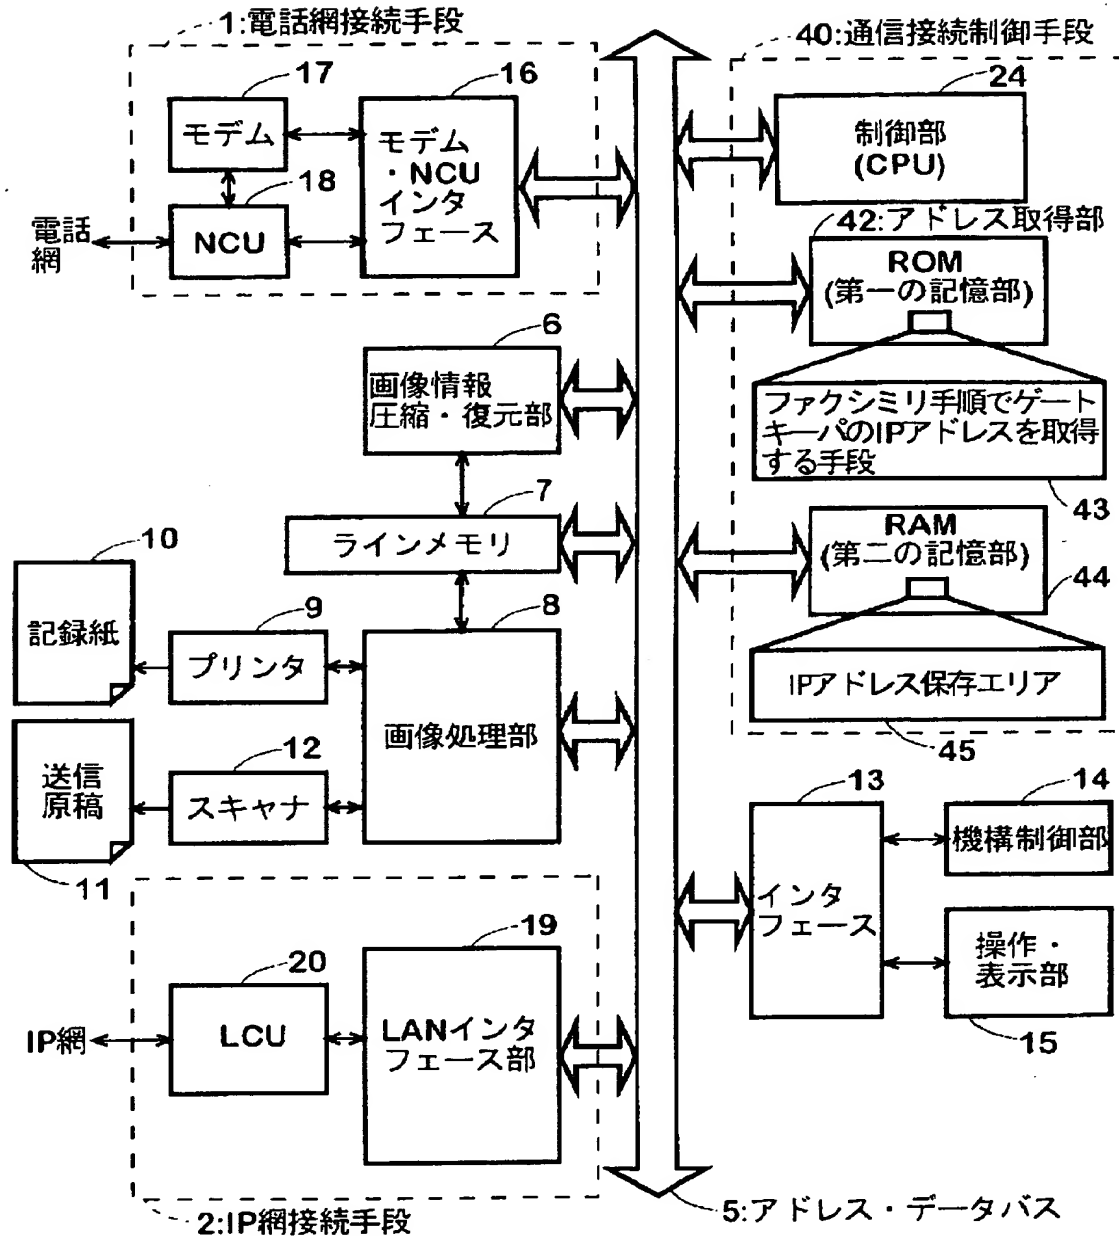 1:電話網接続手段
17
16
モデム
モデム
・NCU
インタ
フェース
18
NCU
電話
網
40:通信接続制御手段
24
制御部
(CPU)
42:アドレス取得部
ROM
(第一の記憶部)
ファクシミリ手順でゲート
キーパのIPアドレスを取得
する手段
43
RAM
(第二の記憶部)
44
IPアドレス保存エリア
45
6
画像情報
圧縮・復元部
7
ラインメモリ
10
記録紙
9
プリンタ
8
画像処理部
送信
原稿
11
12
スキャナ
13
インタ
フェース
14
機構制御部
操作・
表示部
15
20
LCU
19
LANインタ
フェース部
IP網
2:IP網接続手段
5:アドレス・データバス